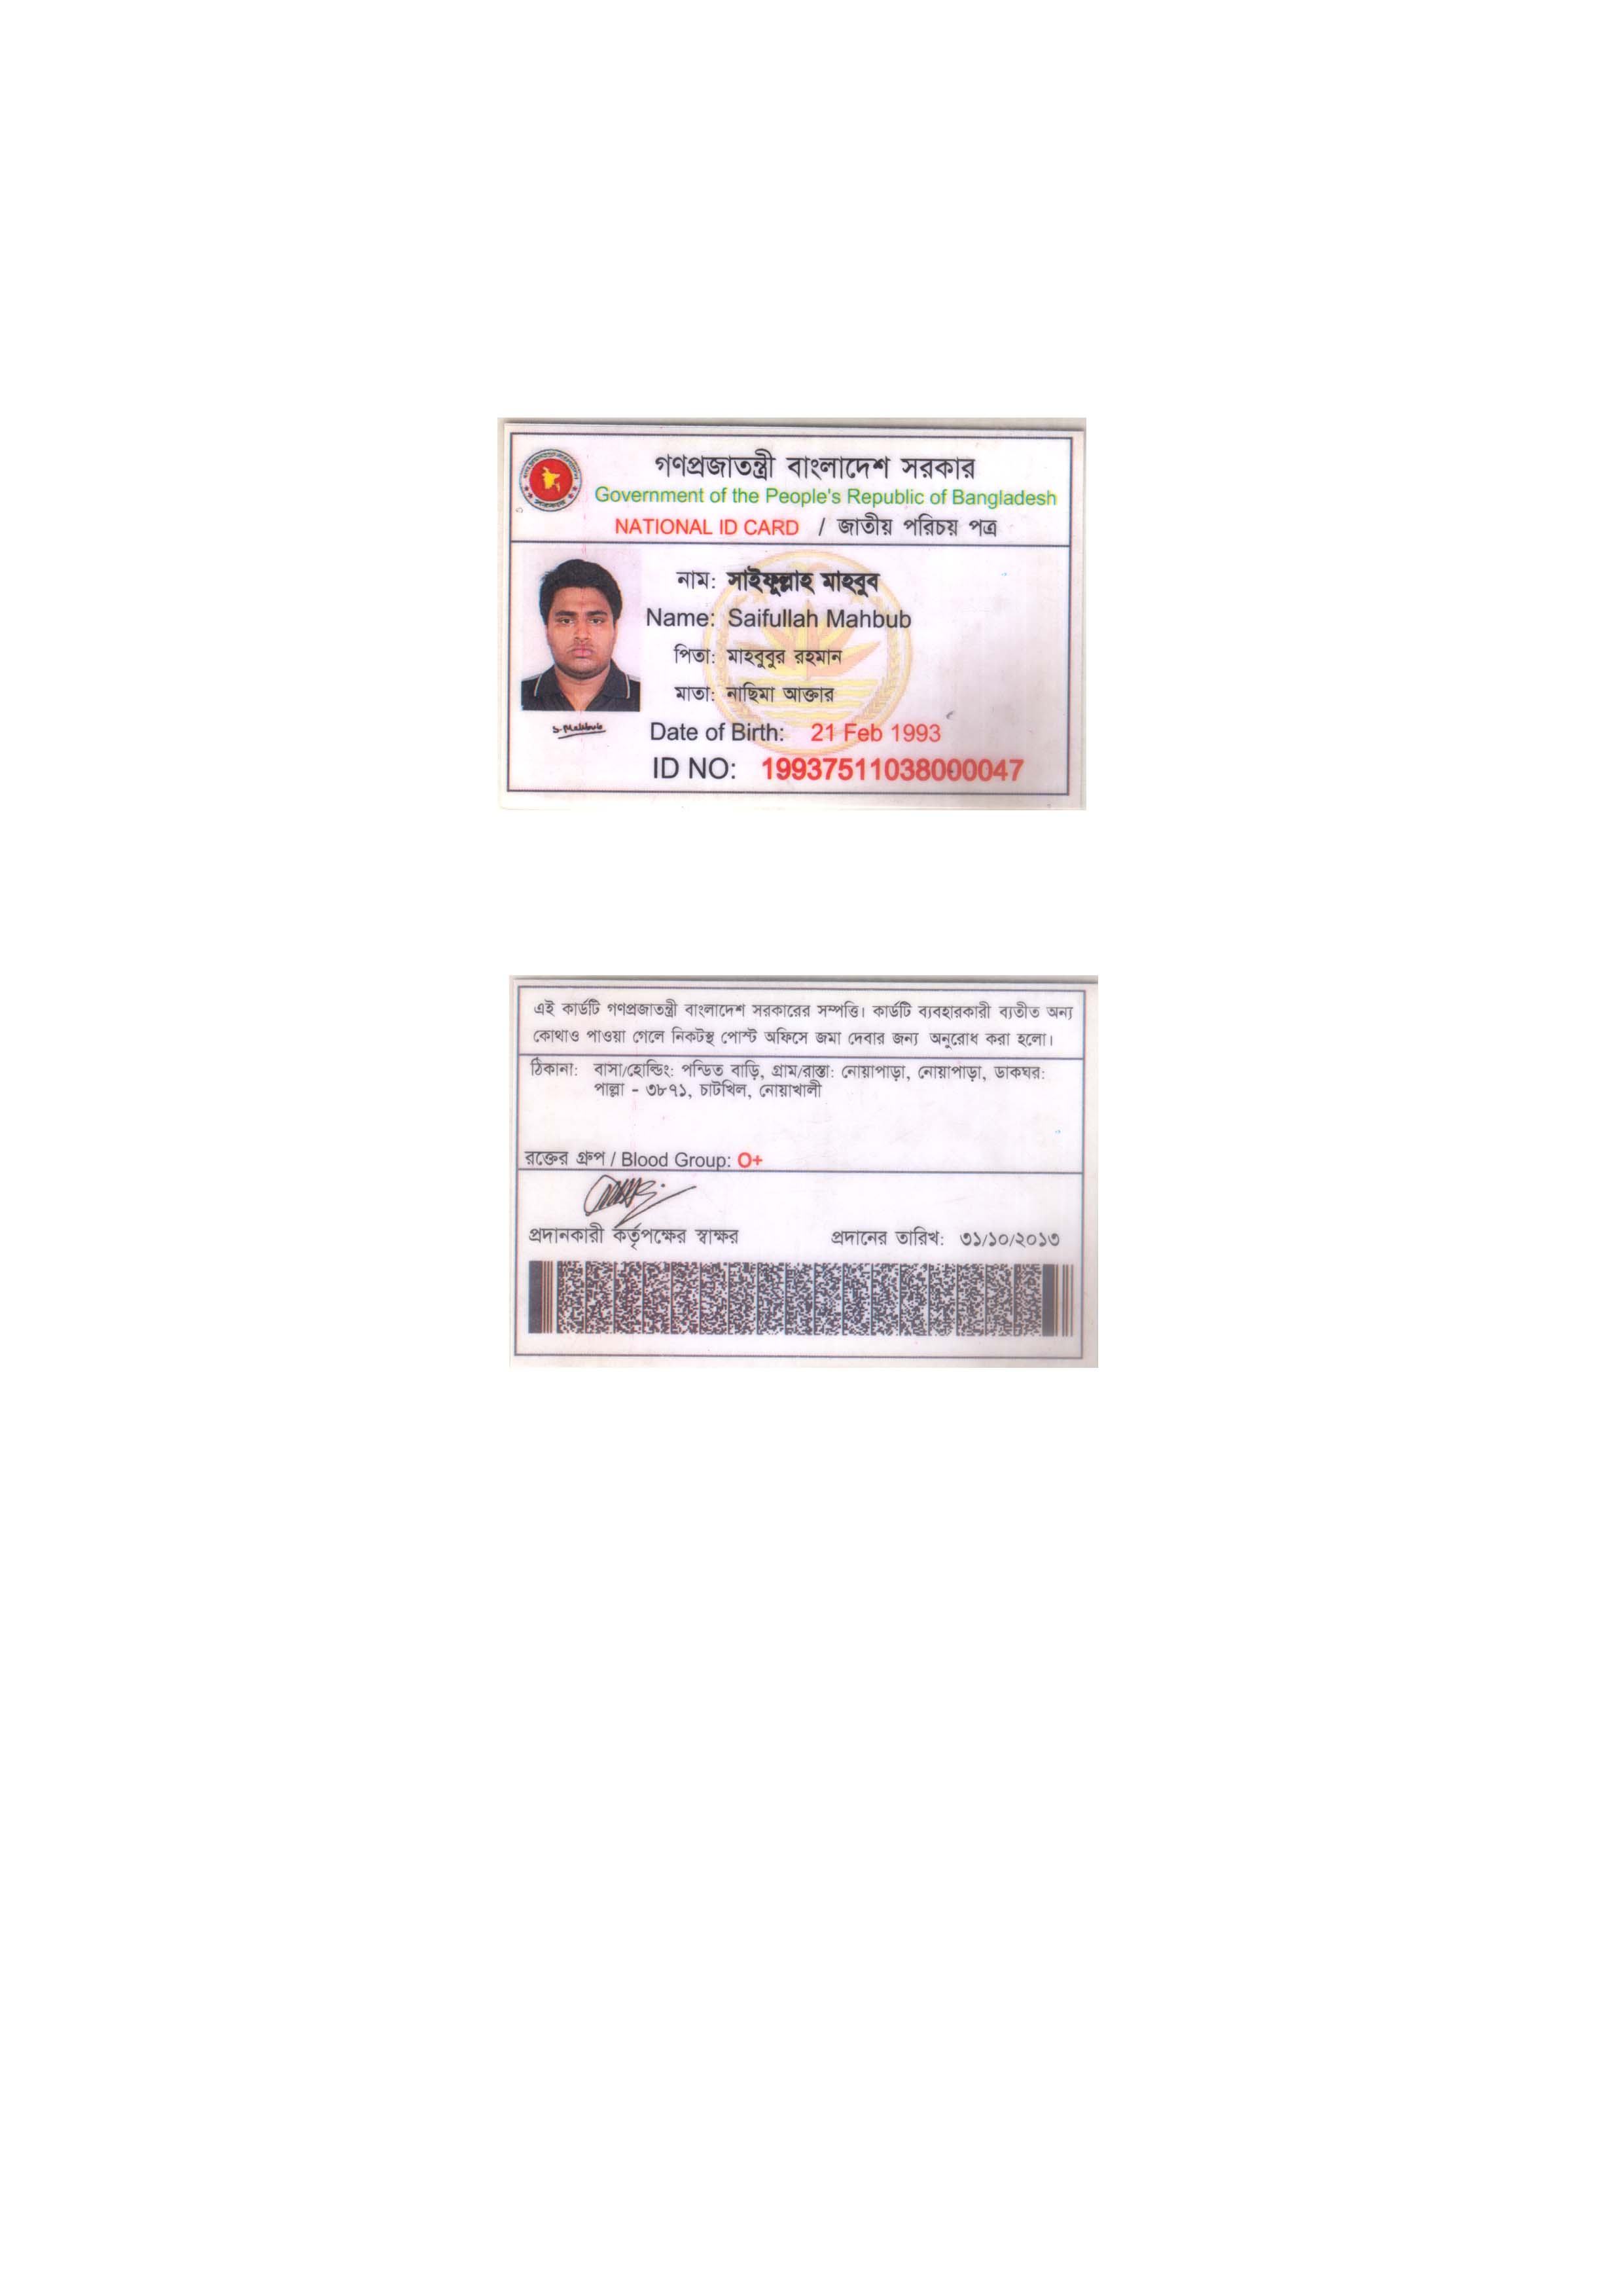 গণপ্রজাতন্ত্রী বাংলাদেশ সরকার
Government of the People's Republic of Bangladesh
NATIONAL ID CARD / জাতীয় পরিচয় পত্র
নাম: সাইফুল্লাহ মাহবুব
Name: Saifullah Mahbub
পিতা: মাহবুবুর রহমান
মাতা: নাছিমা আক্তার
S. Mahbub
Date of Birth: 21 Feb 1993
ID NO: 19937511038000047
এই কার্ডটি গণপ্রজাতন্ত্রী বাংলাদেশ সরকারের সম্পত্তি। কার্ডটি ব্যবহারকারী ব্যতীত অন্য
কোথাও পাওয়া গেলে নিকটস্থ পোস্ট অফিসে জমা দেবার জন্য অনুরোধ করা হলো।
ঠিকানা: বাসা/হোল্ডিং: পন্ডিত বাড়ি, গ্রাম/রাস্তা: নোয়াপাড়া, নোয়াপাড়া, ডাকঘর:
পাল্লা - ৩৮৭১, চাটখিল, নোয়াখালী
রক্তের গ্রুপ / Blood Group: O+
প্রদানকারী কর্তৃপক্ষের স্বাক্ষর প্রদানের তারিখ: ৩১/১০/২০১৩